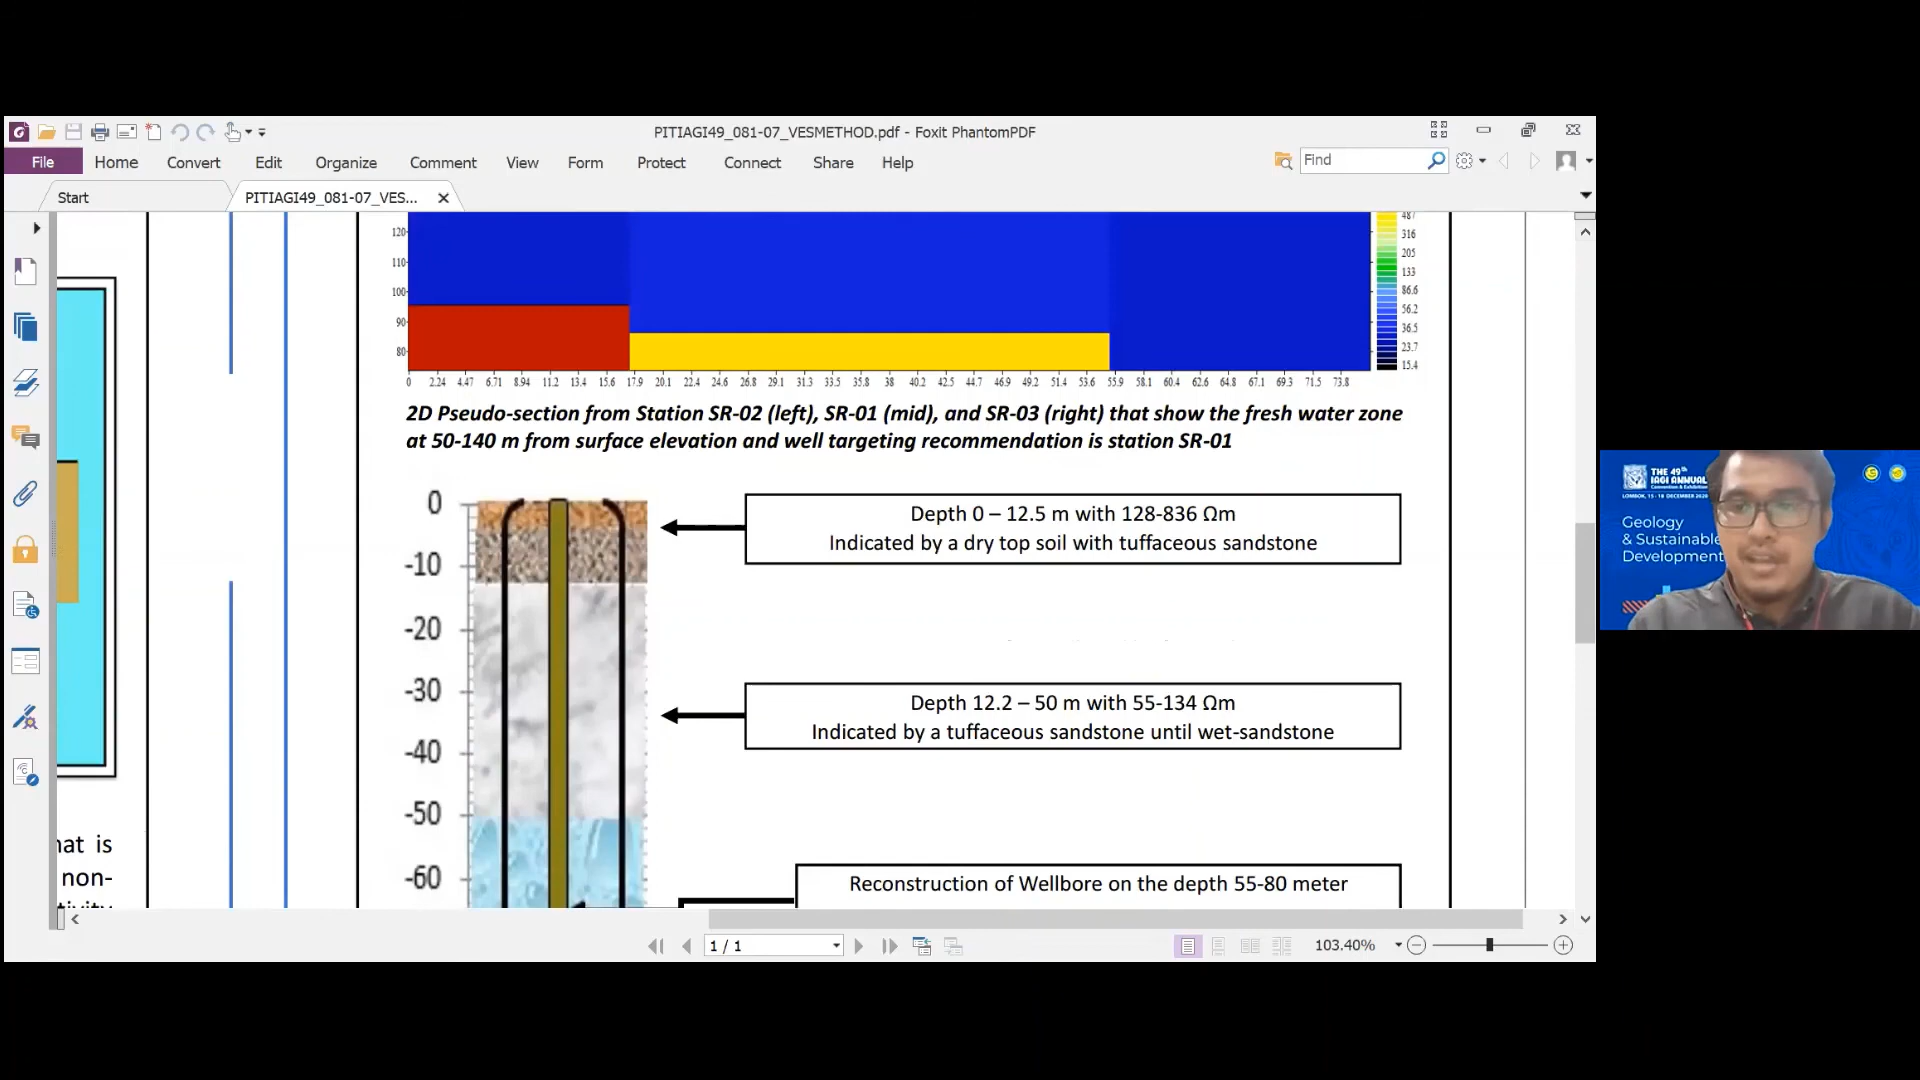 PITIAGI49_081-07_VESMETHOD.pdf - Foxit PhantomPDF
File Home Convert Edit Organize Comment View Form Protect Connect Share Help Find
Start PITIAGI49_081-07_VES...
120
110
100
90
80
487
316
205
133
86.6
56.2
36.5
23.7
15.4
0 2.24 4.47 6.71 8.94 11.2 13.4 15.6 17.9 20.1 22.4 24.6 26.8 29.1 31.3 33.5 35.8 38 40.2 42.5 44.7 46.9 49.2 51.4 53.6 55.9 58.1 60.4 62.6 64.8 67.1 69.3 71.5 73.8
2D Pseudo-section from Station SR-02 (left), SR-01 (mid), and SR-03 (right) that show the fresh water zone
at 50-140 m from surface elevation and well targeting recommendation is station SR-01
0
-10
-20
-30
-40
-50
-60
Depth 0 – 12.5 m with 128-836 Ωm
Indicated by a dry top soil with tuffaceous sandstone
Depth 12.2 – 50 m with 55-134 Ωm
Indicated by a tuffaceous sandstone until wet-sandstone
Reconstruction of Wellbore on the depth 55-80 meter
hat is
non-
1 / 1
103.40%
THE 49th
IAGI ANNUAL
LOMBOK, 15 - 18 DECEMBER 2020
Geology
& Sustainable
Development